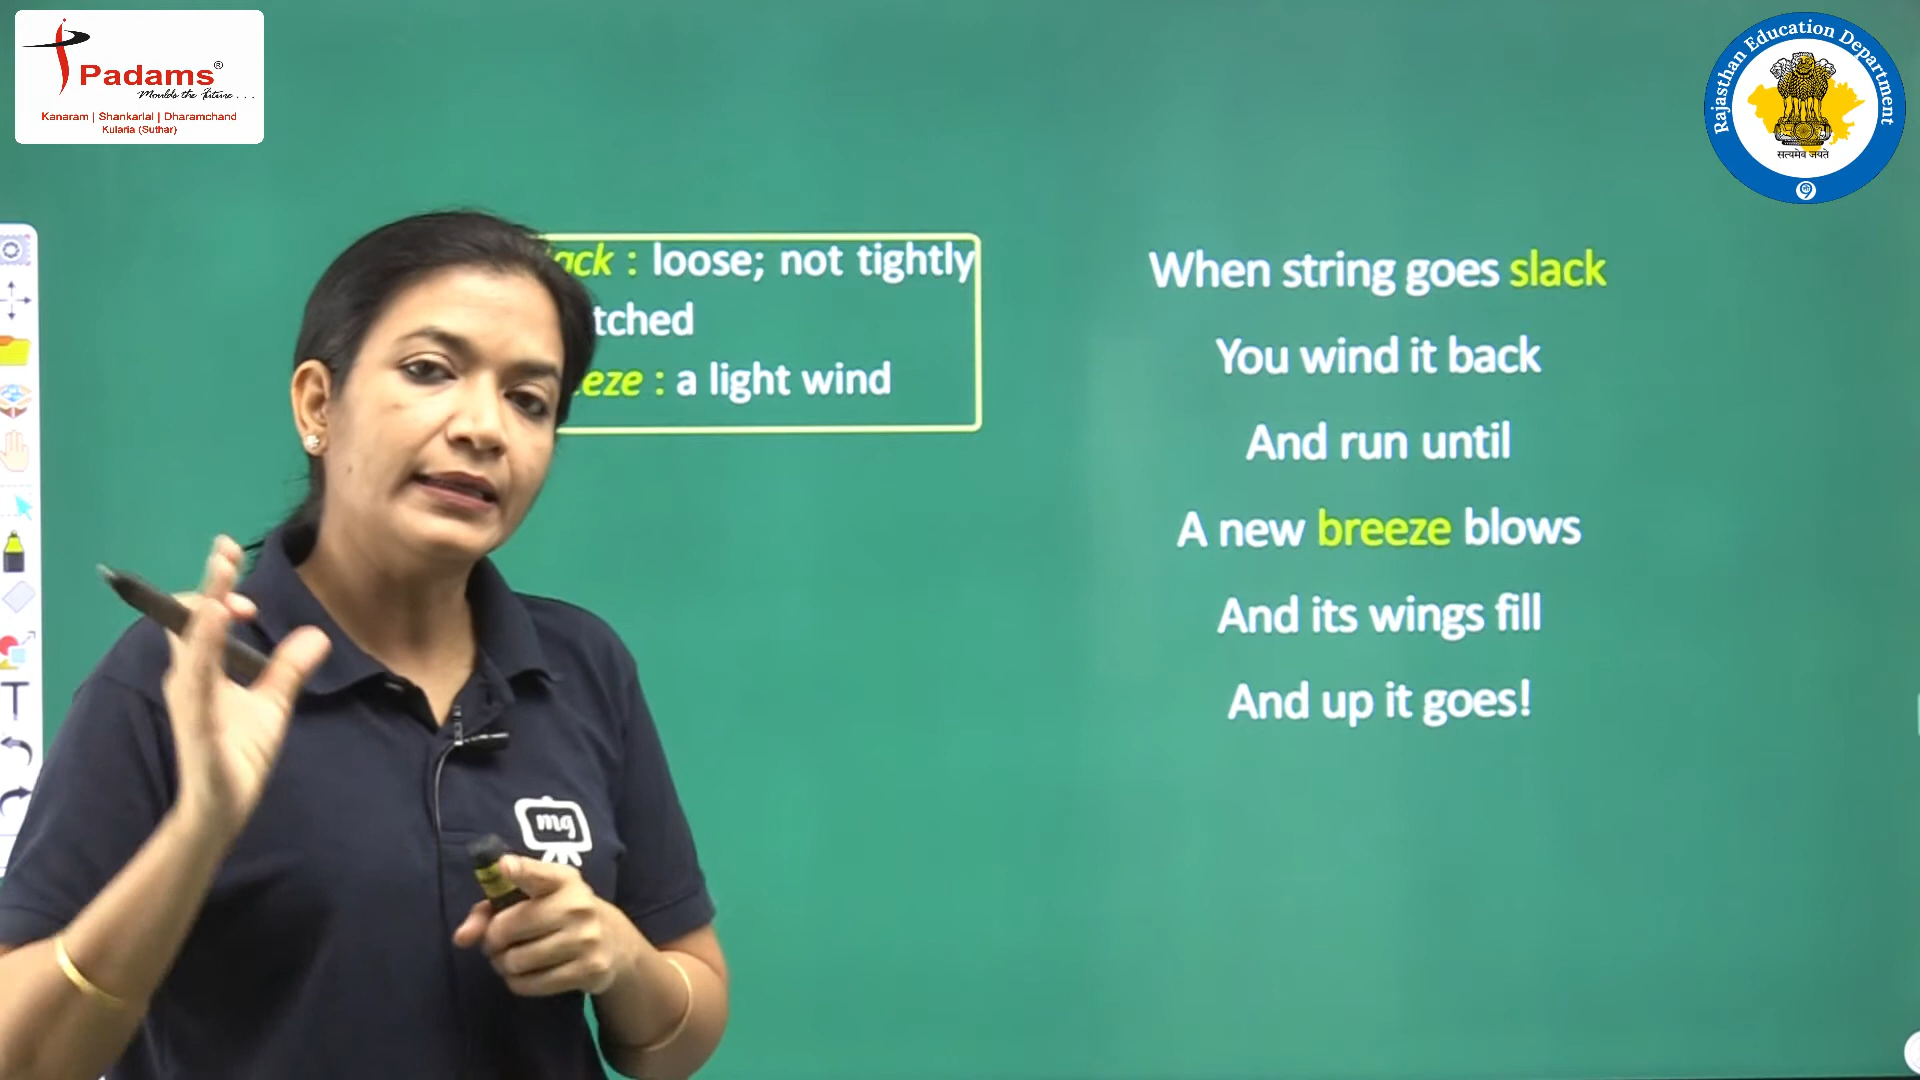 Padams®
Moulds the Future . . .
Kanaram | Shankarlal | Dharamchand
Kularia (Suthar)
Rajasthan Education Department
सत्यमेव जयते
: loose; not tightly
: a light wind
When string goes slack
You wind it back
And run until
A new breeze blows
And its wings fill
And up it goes!
mg
T